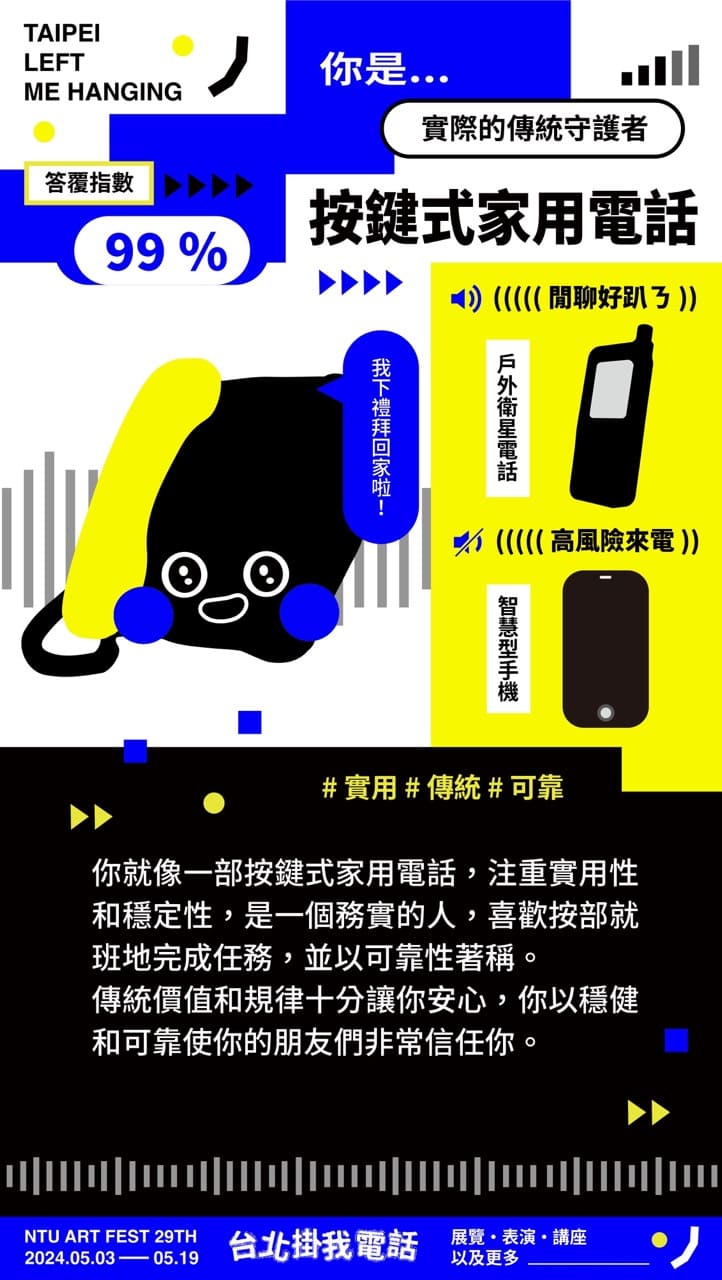 TAIPEI
LEFT
ME HANGING
你是...
實際的傳統守護者
答覆指數
99 %
按鍵式家用電話
((((( 閒聊好趴ㄋ ))
我下禮拜回家啦！
戶外衛星電話
((((( 高風險來電 ))
智慧型手機
# 實用 # 傳統 # 可靠
你就像一部按鍵式家用電話，注重實用性
和穩定性，是一個務實的人，喜歡按部就
班地完成任務，並以可靠性著稱。
傳統價值和規律十分讓你安心，你以穩健
和可靠使你的朋友們非常信任你。
NTU ART FEST 29TH
2024.05.03 — 05.19
台北掛我電話
展覽・表演・講座
以及更多